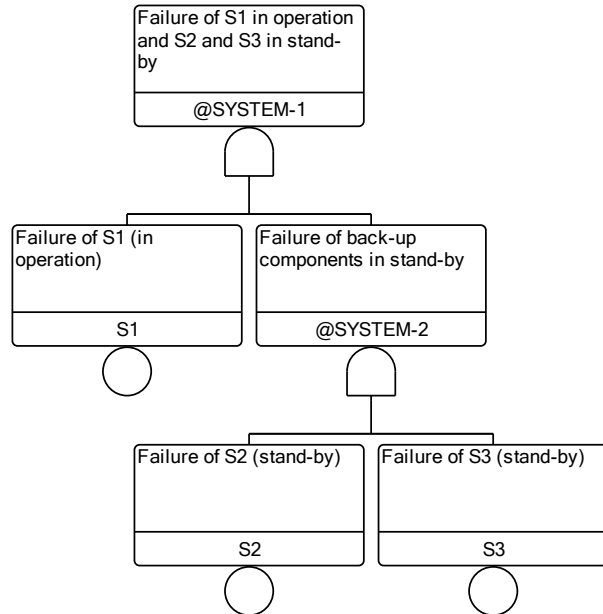 Failure of S1 in operation
and S2 and S3 in stand-
by
@SYSTEM-1
Failure of S1 (in
operation)
S1
Failure of back-up
components in stand-by
@SYSTEM-2
Failure of S2 (stand-by)
S2
Failure of S3 (stand-by)
S3